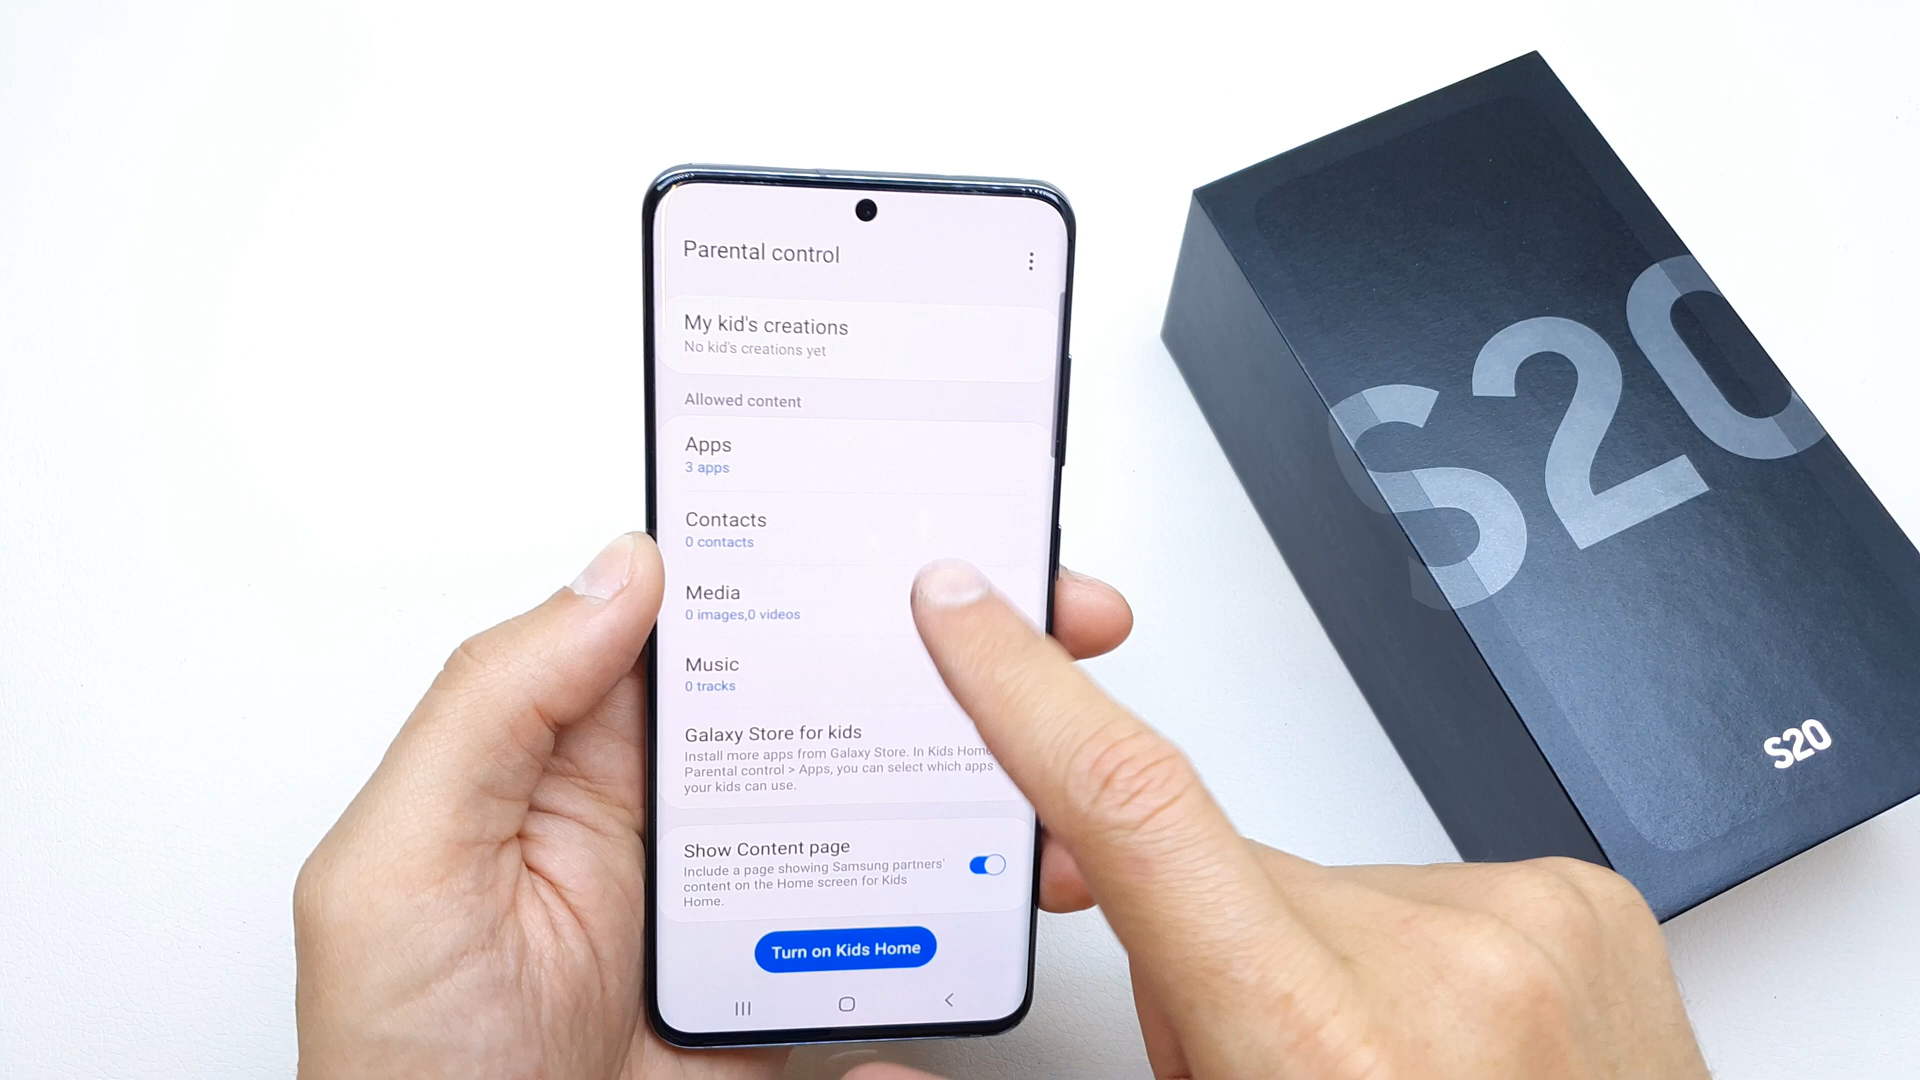 Parental control
My kid's creations
No kid's creations yet
Allowed content
Apps
3 apps
Contacts
0 contacts
Media
0 images,0 videos
Music
0 tracks
Galaxy Store for kids
Install more apps from Galaxy Store. In Kids Home
Parental control > Apps, you can select which apps
your kids can use.
Show Content page
Include a page showing Samsung partners'
content on the Home screen for Kids
Home.
Turn on Kids Home
S20
S20